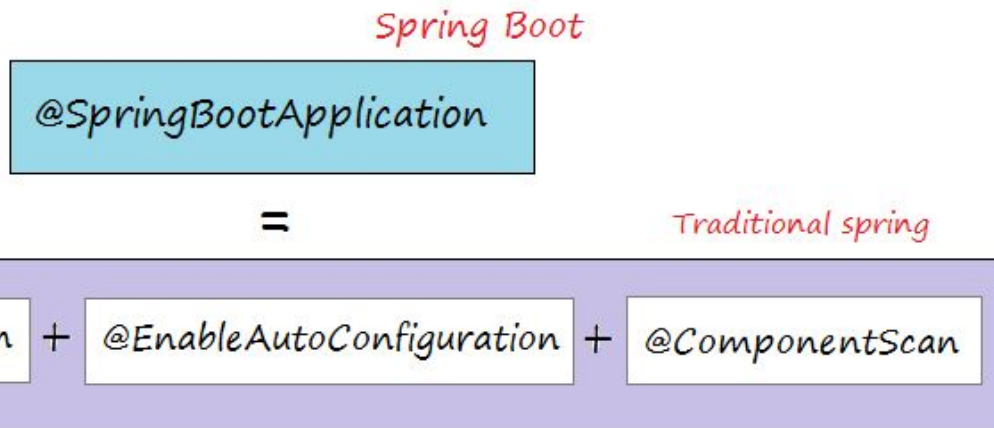 Spring Boot
@SpringBootApplication
=
Traditional spring
+ @EnableAutoConfiguration + @ComponentScan